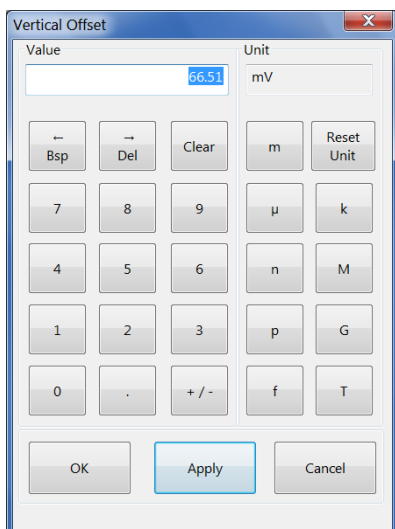 Vertical Offset X
Value Unit
66.51 mV
← → Clear m Reset
Bsp Del Unit
7 8 9 μ k
4 5 6 n M
1 2 3 p G
0 . + / - f T
OK Apply Cancel